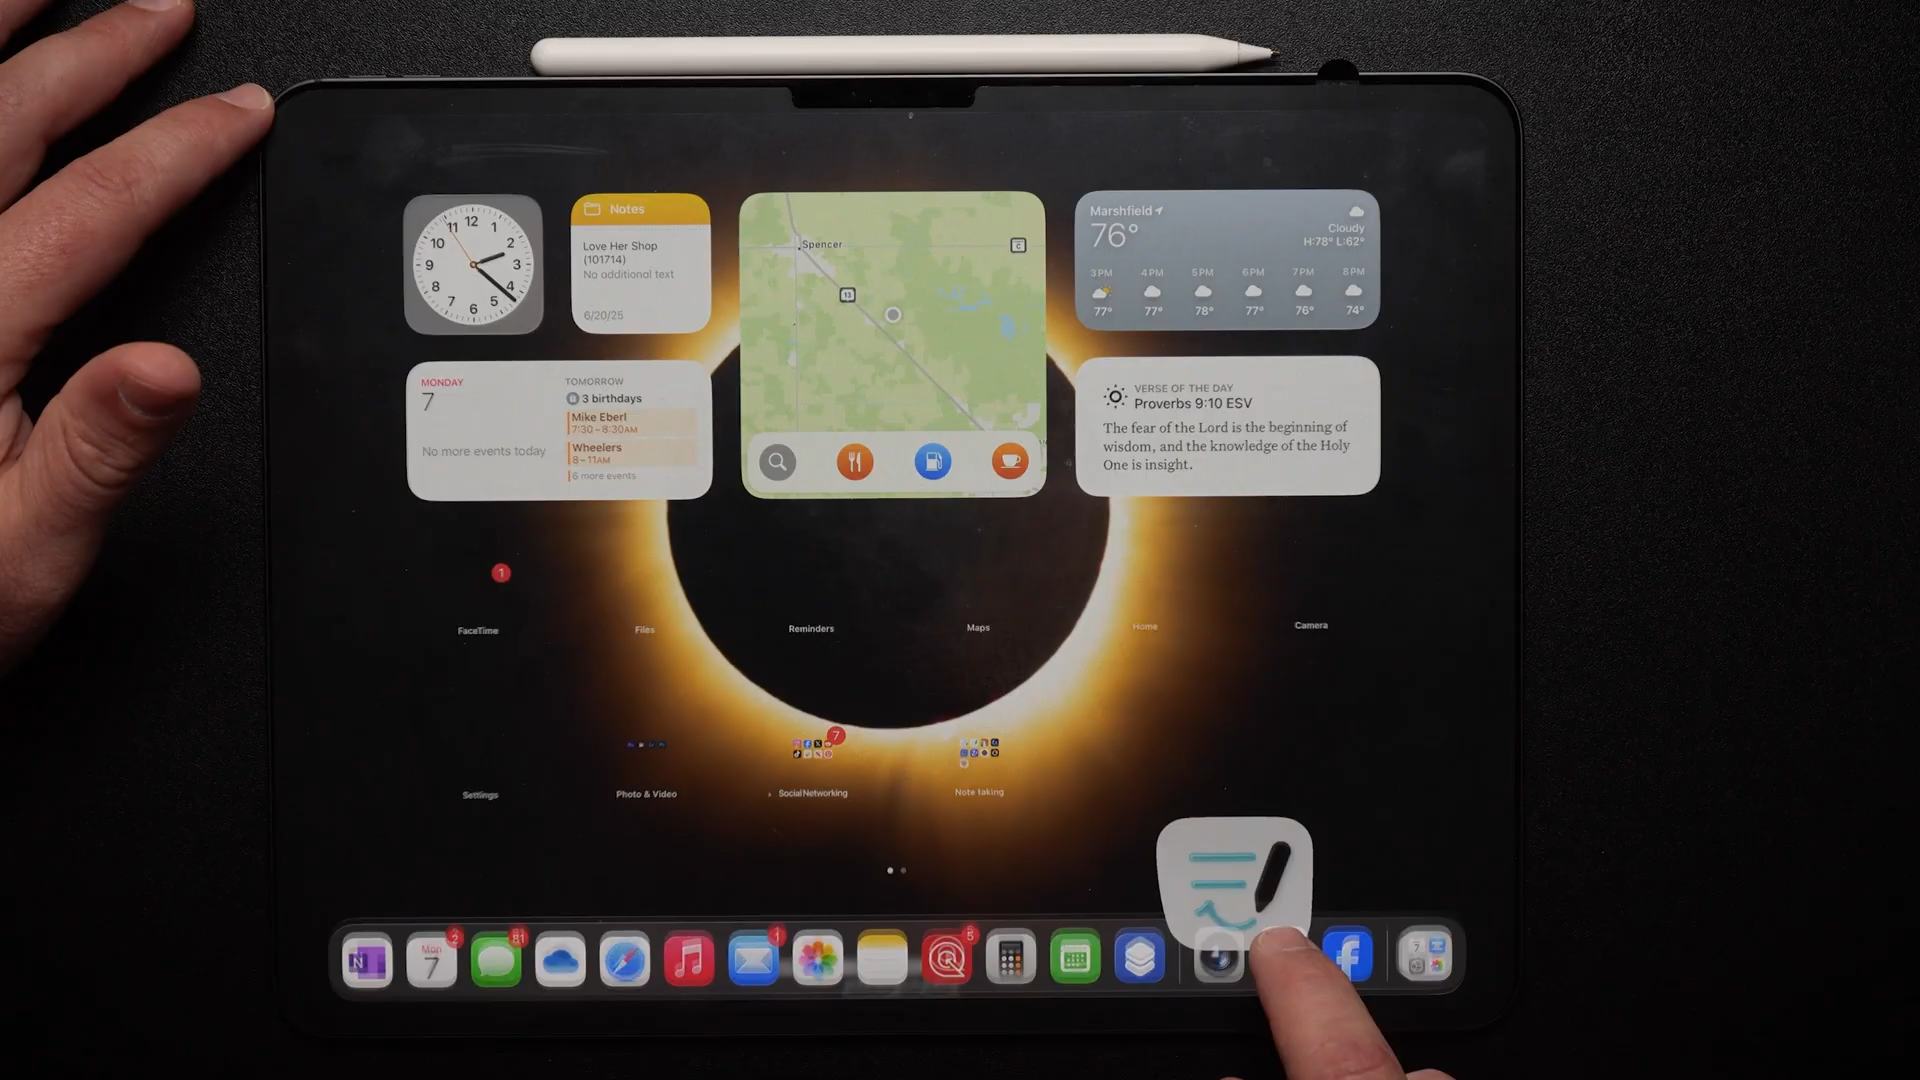 12
11
1
10
2
9
3
8
4
7
5
6
Notes
Love Her Shop
(101714)
No additional text
6/20/25
Spencer
C
13
Marshfield
76°
Cloudy
H:78° L:62°
3PM 4PM 5PM 6PM 7PM 8PM
77° 77° 78° 77° 76° 74°
MONDAY
7
No more events today
TOMORROW
3 birthdays
Mike Eberl
7:30–8:30AM
Wheelers
8–11AM
6 more events
VERSE OF THE DAY
Proverbs 9:10 ESV
The fear of the Lord is the beginning of
wisdom, and the knowledge of the Holy
One is insight.
1
FaceTime Files Reminders Maps Home Camera
7
Settings Photo & Video Social Networking Note taking
N
Mon
7
2
81
1
5
f
7